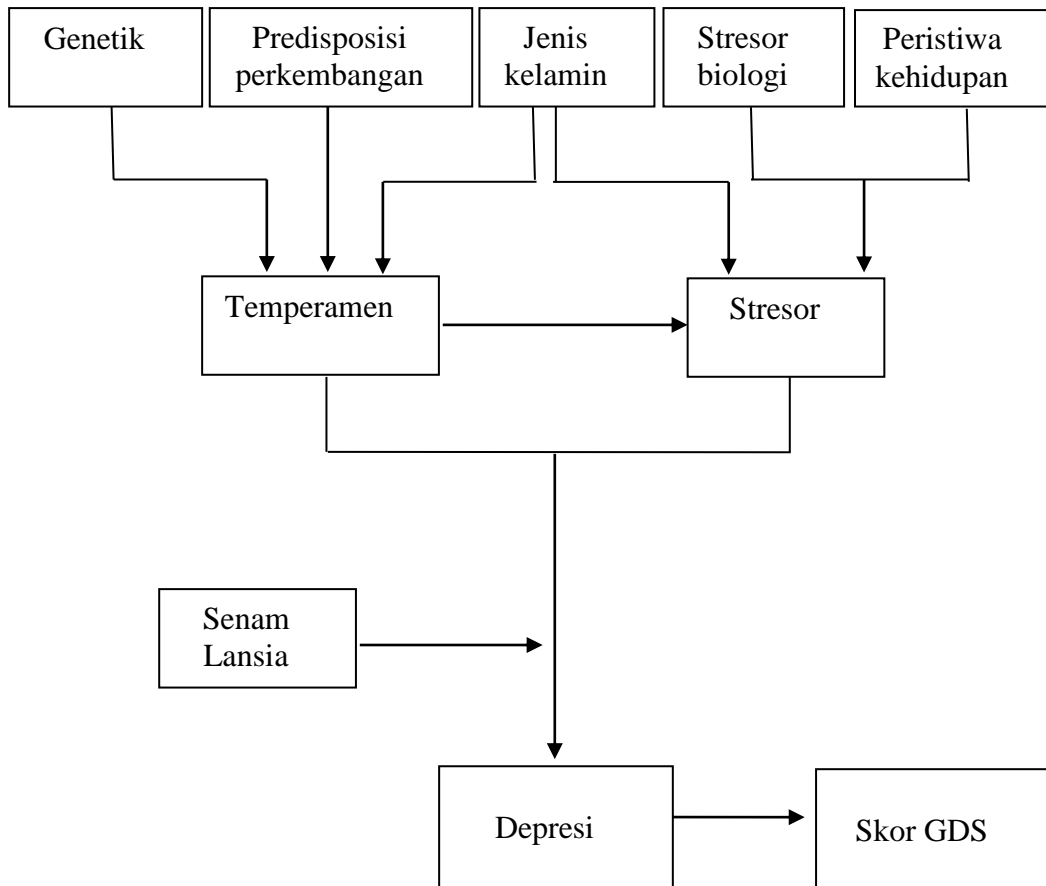 Genetik
Predisposisi
perkembangan
Jenis
kelamin
Stresor
biologi
Peristiwa
kehidupan
Temperamen
Stresor
Senam
Lansia
Depresi
Skor GDS